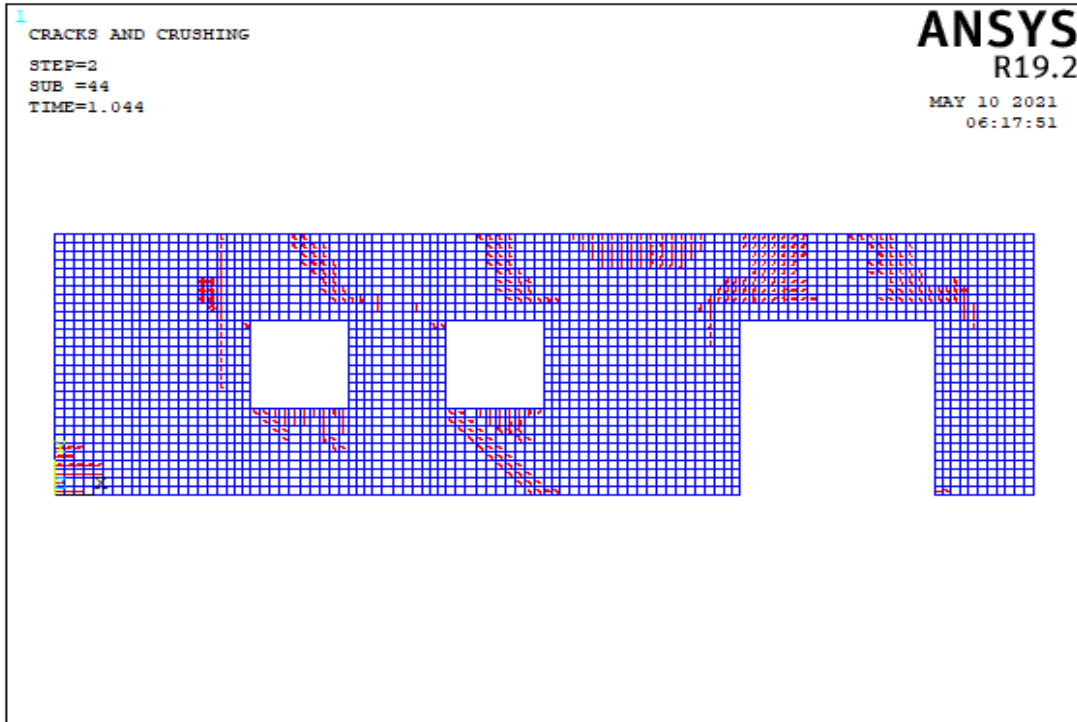 1
CRACKS AND CRUSHING
STEP=2
SUB =44
TIME=1.044
ANSYS
R19.2
MAY 10 2021
06:17:51
X